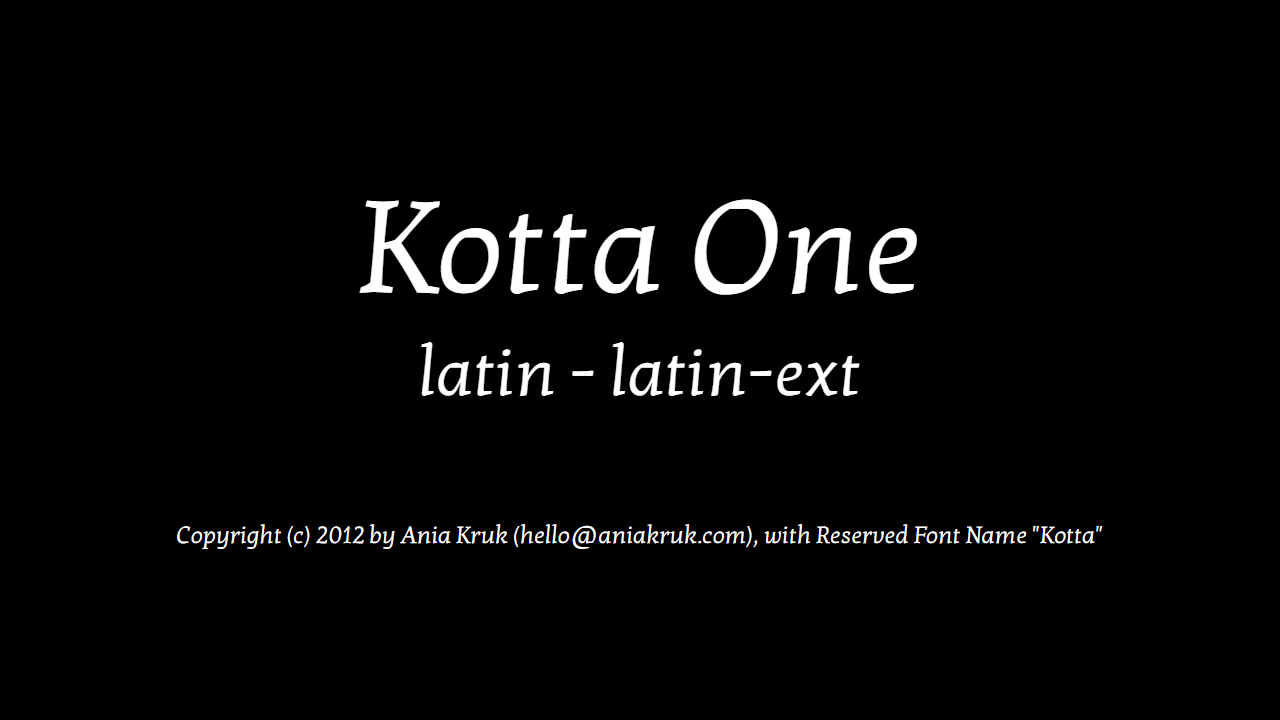 Kotta One
latin - latin-ext
Copyright (c) 2012 by Ania Kruk (hello@aniakruk.com), with Reserved Font Name "Kotta"